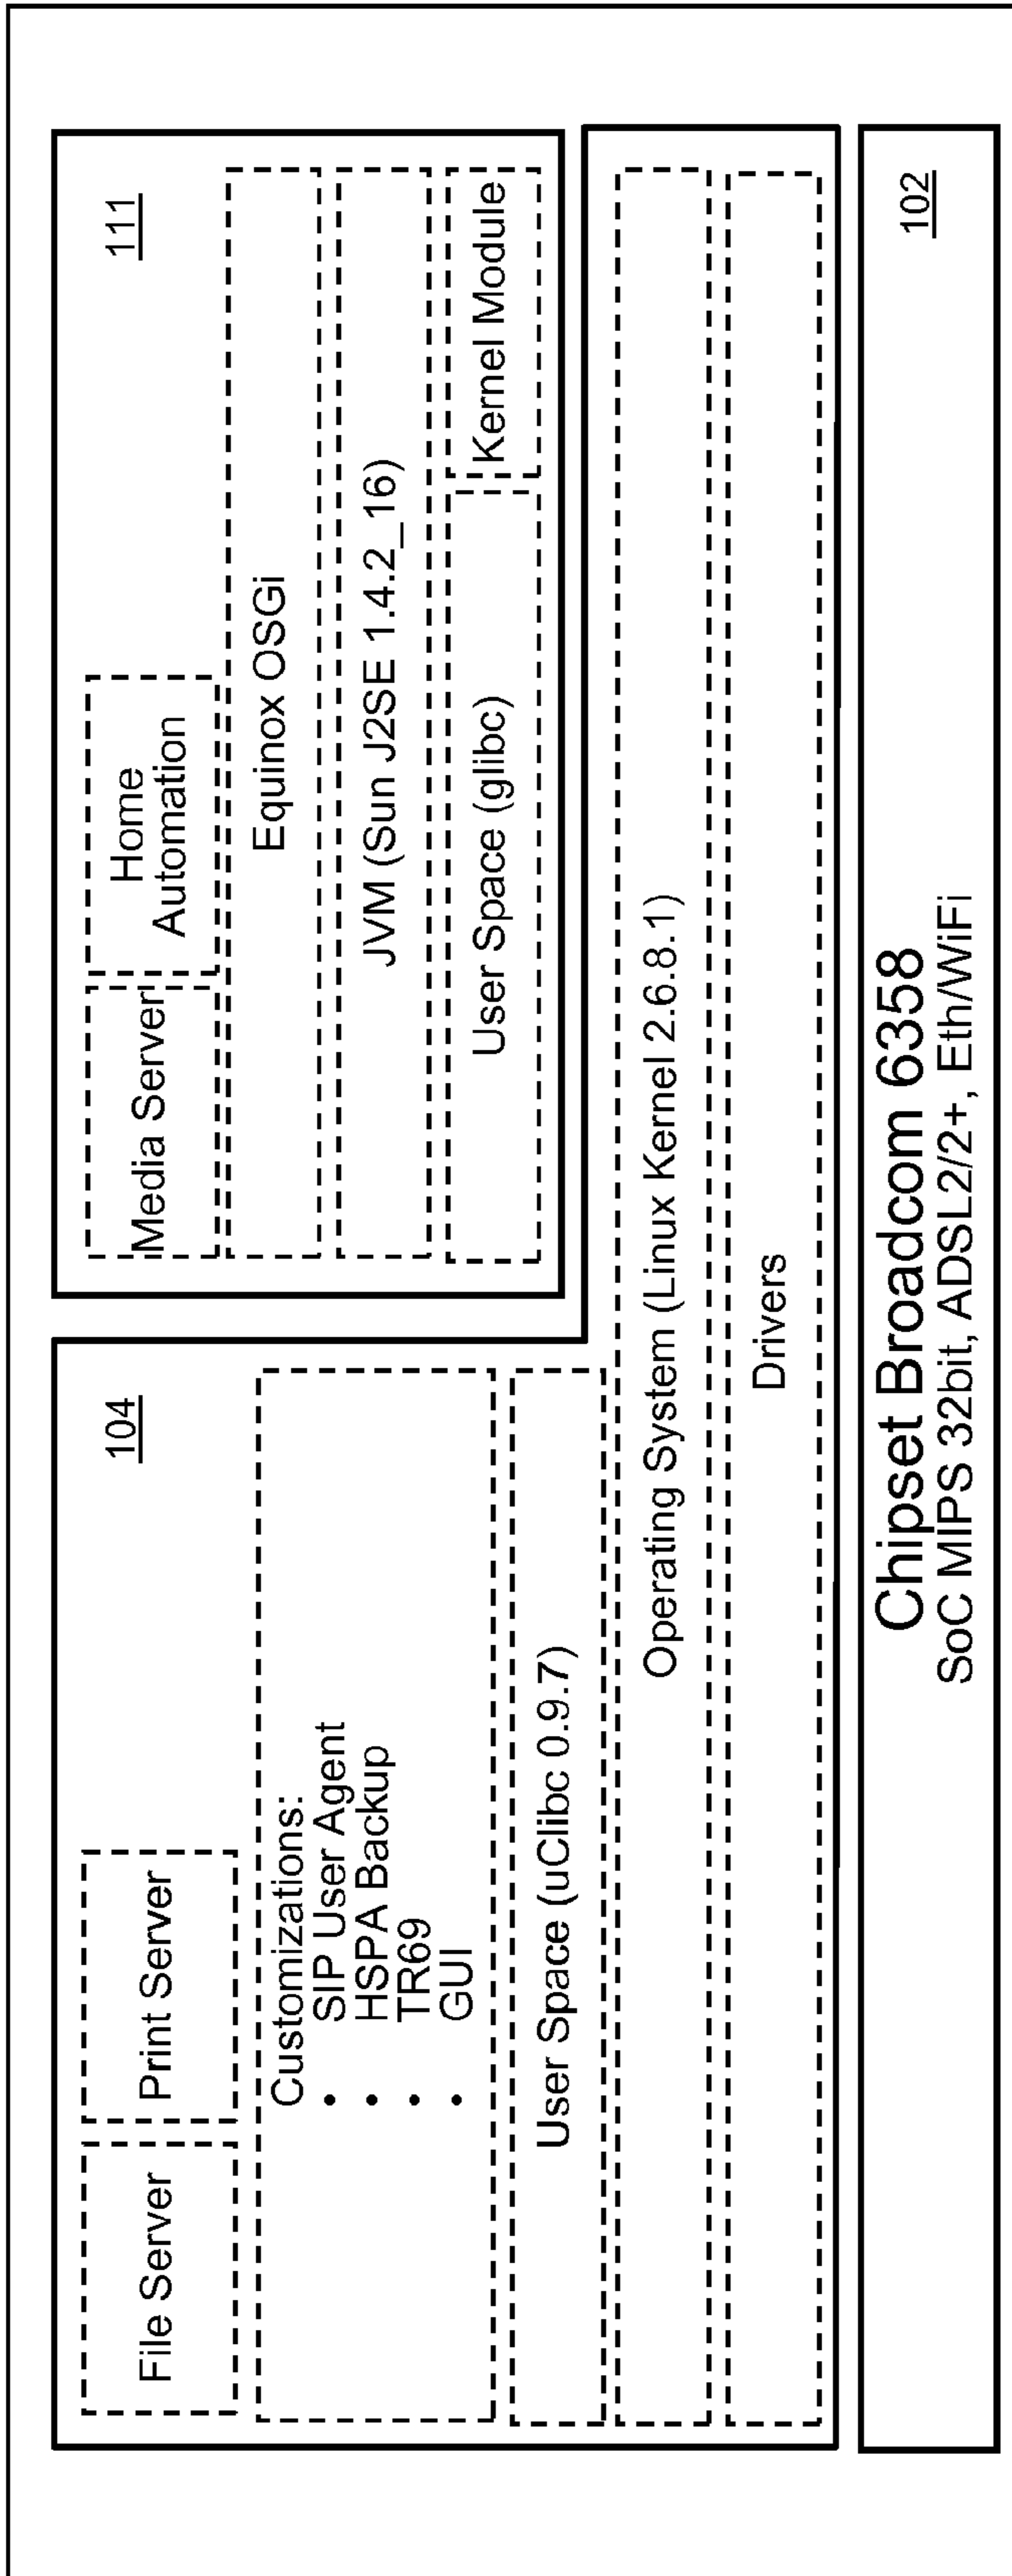 104
File Server
Print Server
Customizations:
• SIP User Agent
• HSPA Backup
• TR69
• GUI
User Space (uClibc 0.9.7)
111
Media Server
Home
Automation
Equinox OSGi
JVM (Sun J2SE 1.4.2_16)
User Space (glibc)
Kernel Module
Operating System (Linux Kernel 2.6.8.1)
Drivers
102
Chipset Broadcom 6358
SoC MIPS 32bit, ADSL2/2+, Eth/WiFi